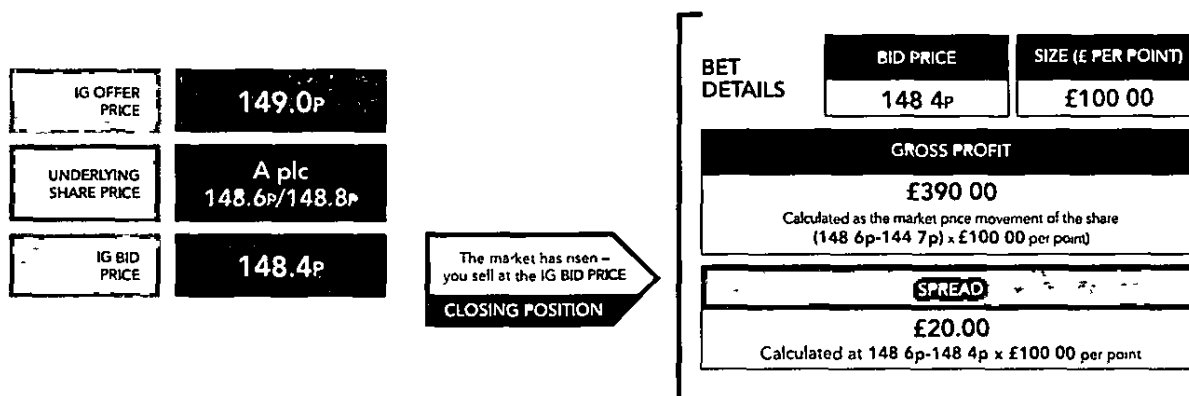 IG OFFER
PRICE
149.0P
UNDERLYING
SHARE PRICE
A plc
148.6P/148.8P
IG BID
PRICE
148.4P
The market has risen –
you sell at the IG BID PRICE
CLOSING POSITION
BET
DETAILS
BID PRICE
148 4P
SIZE (£ PER POINT)
£100 00
GROSS PROFIT
£390 00
Calculated as the market price movement of the share
(148 6p-144 7p) x £100 00 per point)
SPREAD
£20.00
Calculated at 148 6p-148 4p x £100 00 per point